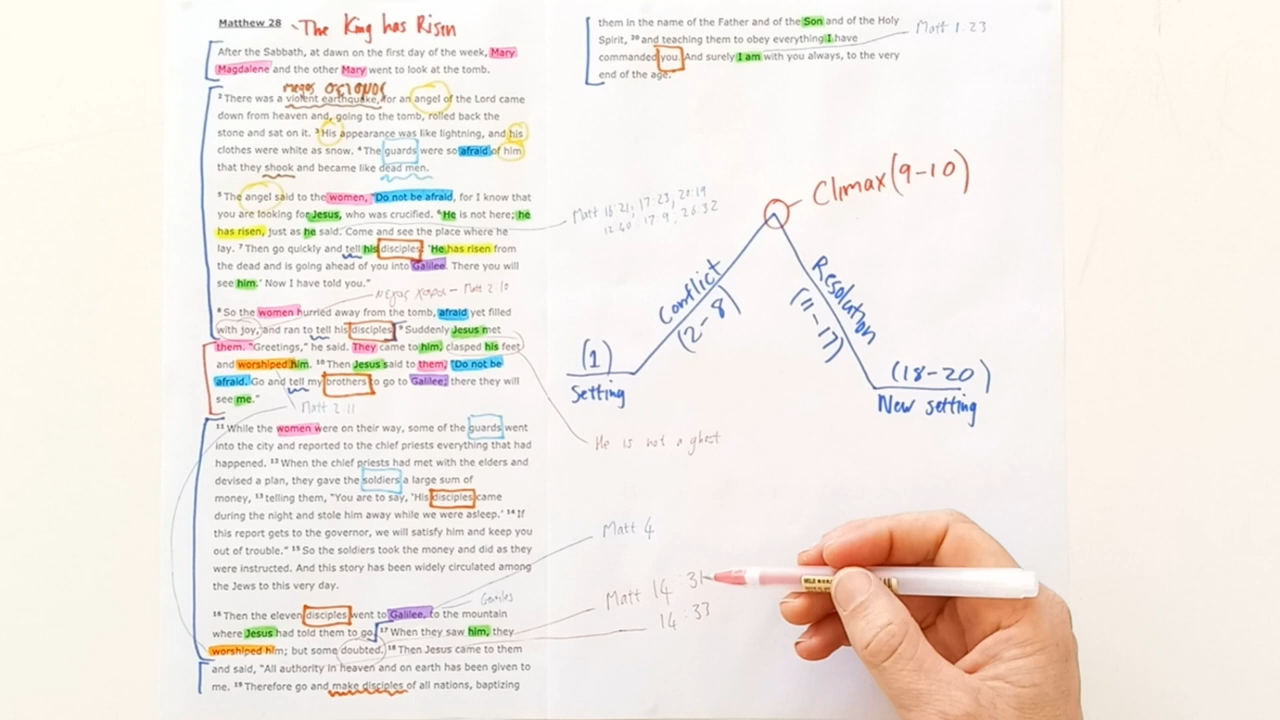 Matthew 28
The King has Risen
After the Sabbath, at dawn on the first day of the week, Mary
Magdalene and the other Mary went to look at the tomb.
μεγας σεισμος
2 There was a violent earthquake, for an angel of the Lord came
down from heaven and, going to the tomb, rolled back the
stone and sat on it. 3 His appearance was like lightning, and his
clothes were white as snow. 4 The guards were so afraid of him
that they shook and became like dead men.
5 The angel said to the women, "Do not be afraid, for I know that
you are looking for Jesus, who was crucified. 6 He is not here; he
has risen, just as he said. Come and see the place where he
lay. 7 Then go quickly and tell his disciples: 'He has risen from
the dead and is going ahead of you into Galilee. There you will
see him.' Now I have told you."
μεγας χαρα - Matt 2:10
8 So the women hurried away from the tomb, afraid yet filled
with joy, and ran to tell his disciples. 9 Suddenly Jesus met
them. "Greetings," he said. They came to him, clasped his feet
and worshiped him. 10 Then Jesus said to them, "Do not be
afraid. Go and tell my brothers to go to Galilee; there they will
see me."
Matt 2:11
11 While the women were on their way, some of the guards went
into the city and reported to the chief priests everything that had
happened. 12 When the chief priests had met with the elders and
devised a plan, they gave the soldiers a large sum of
money, 13 telling them, "You are to say, 'His disciples came
during the night and stole him away while we were asleep.' 14 If
this report gets to the governor, we will satisfy him and keep you
out of trouble." 15 So the soldiers took the money and did as they
were instructed. And this story has been widely circulated among
the Jews to this very day.
Gentiles
16 Then the eleven disciples went to Galilee, to the mountain
where Jesus had told them to go. 17 When they saw him, they
worshiped him; but some doubted. 18 Then Jesus came to them
and said, "All authority in heaven and on earth has been given to
me. 19 Therefore go and make disciples of all nations, baptizing
them in the name of the Father and of the Son and of the Holy
Spirit, 20 and teaching them to obey everything I have
commanded you. And surely I am with you always, to the very
end of the age."
Matt 1:23
Matt 16:21; 17:23; 20:19
12:40 17:9; 26:32
Climax (9-10)
Conflict
(2-8)
Resolution
(11-17)
(1)
Setting
(18-20)
New setting
He is not a ghost
Matt 4
Matt 14:31
14:33